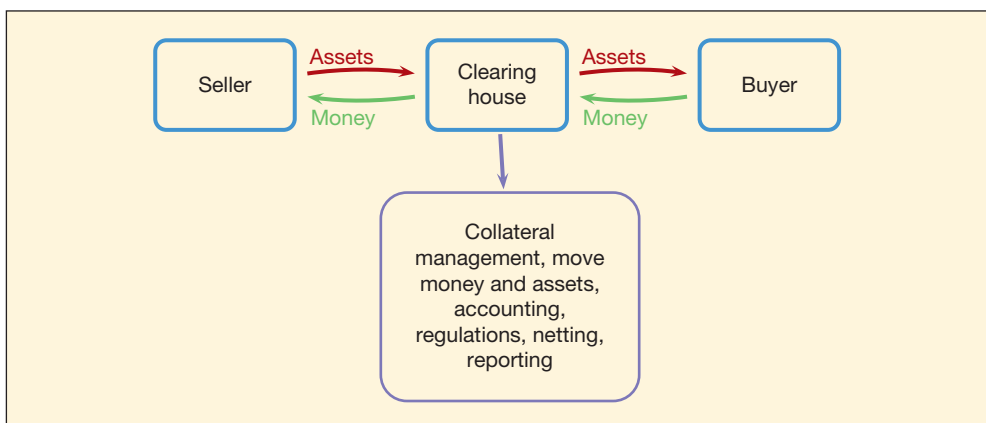 Assets
Assets
Seller
Clearing
house
Buyer
Money
Money
Collateral
management, move
money and assets,
accounting,
regulations, netting,
reporting